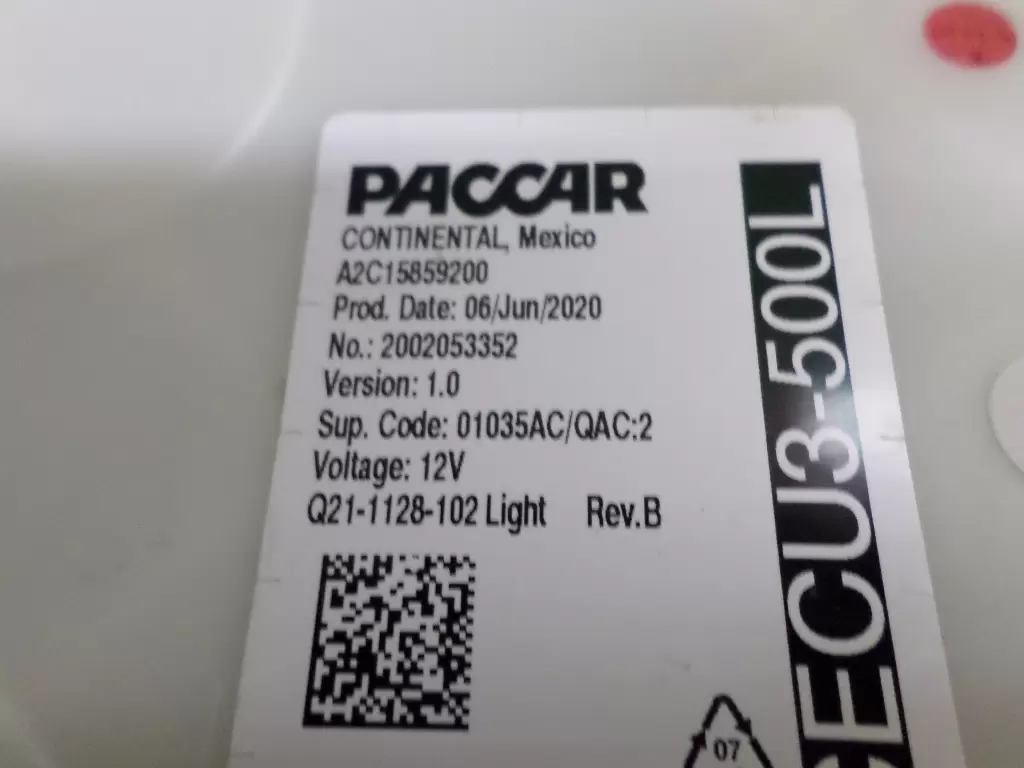 PACCAR
CONTINENTAL, Mexico
A2C15859200
Prod. Date: 06/Jun/2020
No.: 2002053352
Version: 1.0
Sup. Code: 01035AC/QAC:2
Voltage: 12V
Q21-1128-102 Light Rev.B
07
ECU3-500L